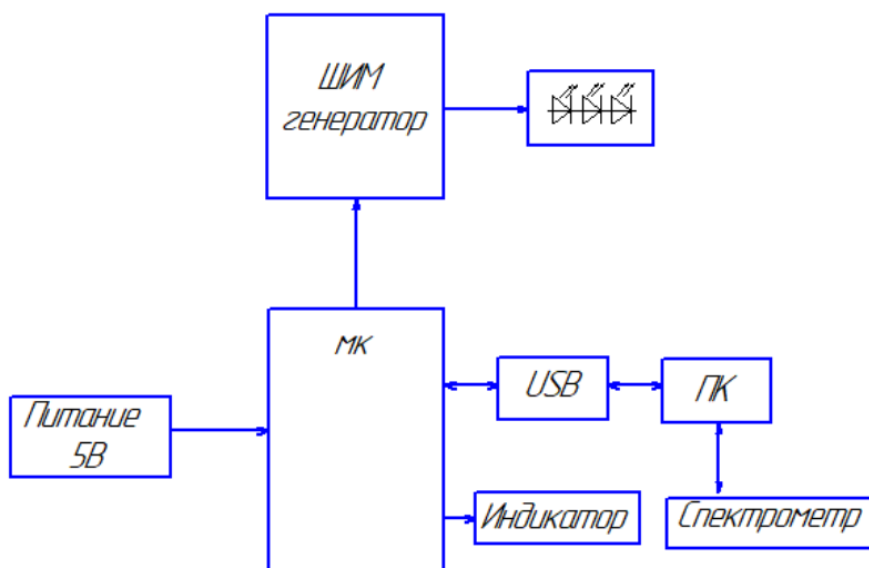 ШИМ
генератор
мк
USB
ПК
Питание
5В
Индикатор
Спектрометр